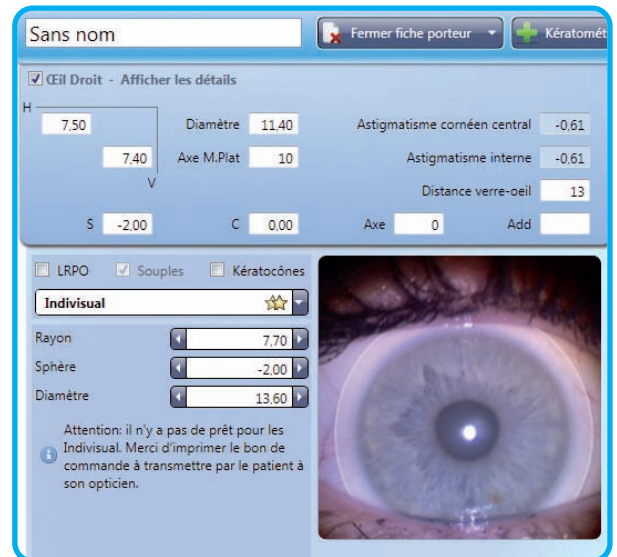 Sans nom
Fermer fiche porteur
Kératomét
Œil Droit - Afficher les détails
H
7,50 Diamètre 11,40 Astigmatisme cornéen central -0,61
7,40 Axe M.Plat 10 Astigmatisme interne -0,61
V Distance verre-oeil 13
S -2,00 C 0,00 Axe 0 Add
LRPO Souples Kératocônes
Indivisual
Rayon 7,70
Sphère -2,00
Diamètre 13,60
Attention: il n'y a pas de prêt pour les
Indivisual. Merci d'imprimer le bon de
commande à transmettre par le patient à
son opticien.